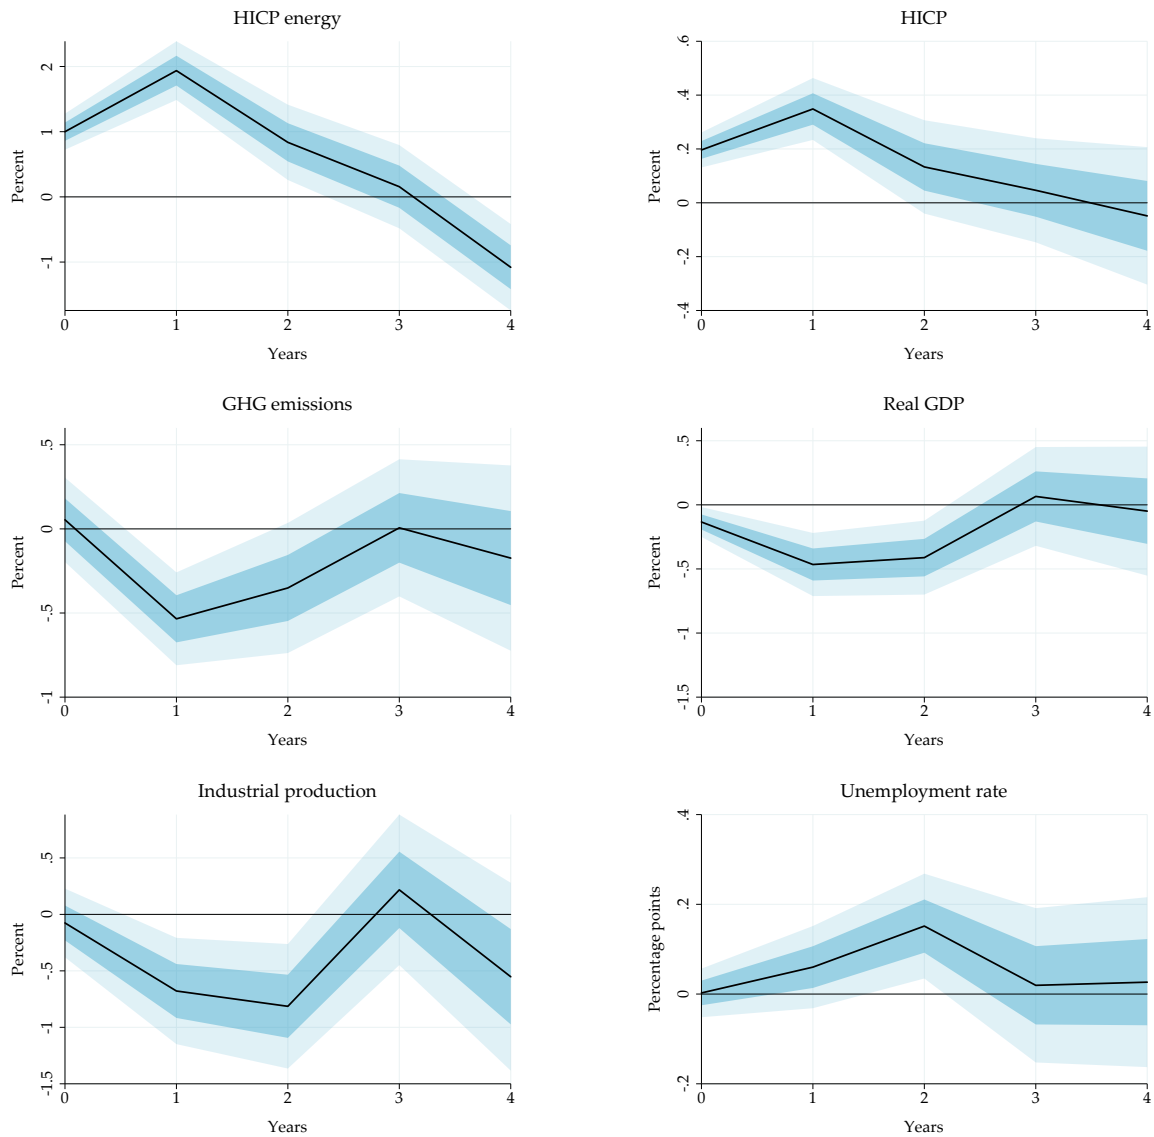 HICP energy
Percent
2
1
0
-1
0 1 2 3 4
Years
HICP
Percent
.6
.4
.2
0
-.2
-.4
0 1 2 3 4
Years
GHG emissions
Percent
.5
0
-.5
-1
0 1 2 3 4
Years
Real GDP
Percent
.5
0
-.5
-1
-1.5
0 1 2 3 4
Years
Industrial production
Percent
.5
0
-.5
-1
-1.5
0 1 2 3 4
Years
Unemployment rate
Percentage points
.4
.2
0
-.2
0 1 2 3 4
Years